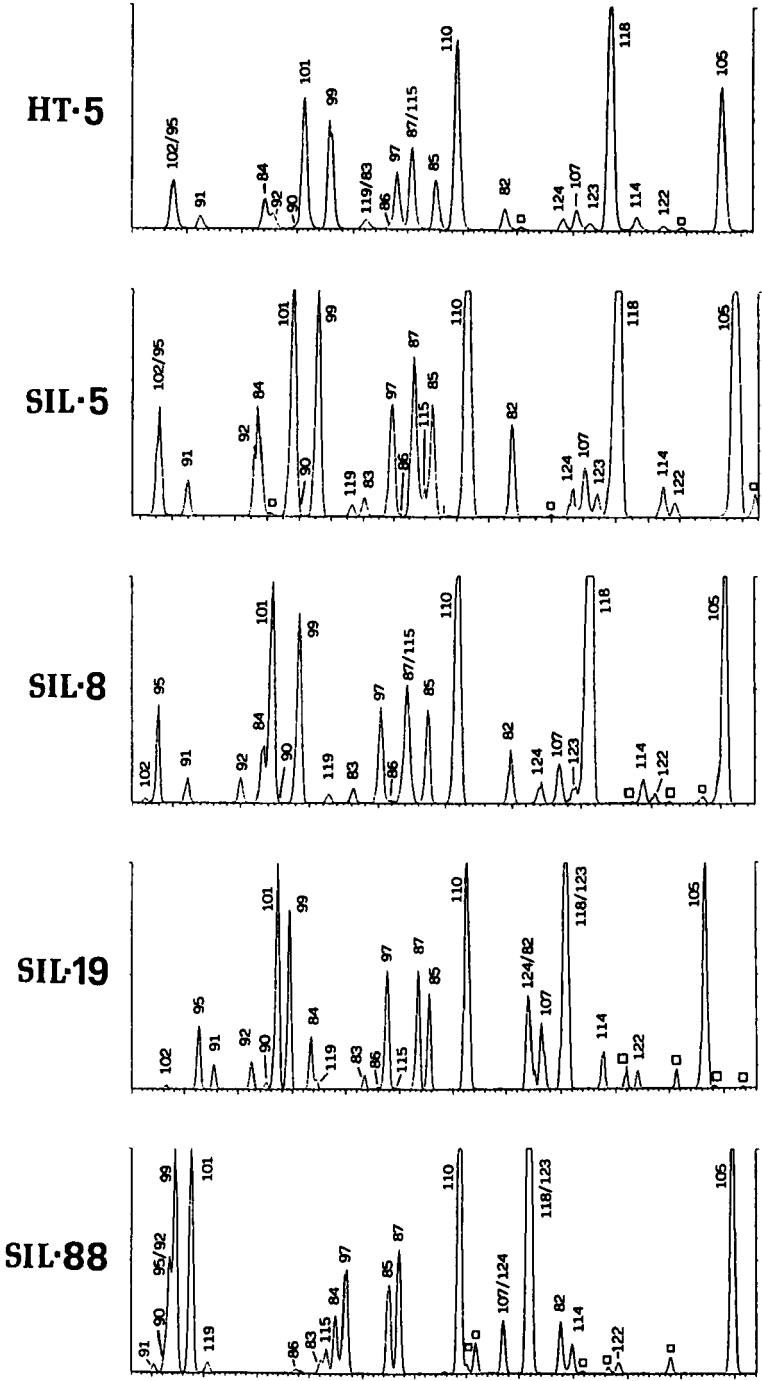 HT·5
102/95 91 84 92 90 101 99 119/83 86 97 87/115 85 110 82 124 107 123 118 114 122 105
SIL·5
102/95 91 92 84 101 90 99 119 83 97 86 87 115 85 110 82 124 107 123 118 114 122 105
SIL·8
102 95 91 92 84 101 90 99 119 83 97 86 87/115 85 110 82 124 107 123 118 114 122 105
SIL·19
102 95 91 92 90 101 99 84 119 83 86 97 115 87 85 110 124/82 107 118/123 114 122 105
SIL·88
91 90 95/92 99 101 119 86 83 115 84 97 85 87 110 107/124 118/123 82 114 122 105